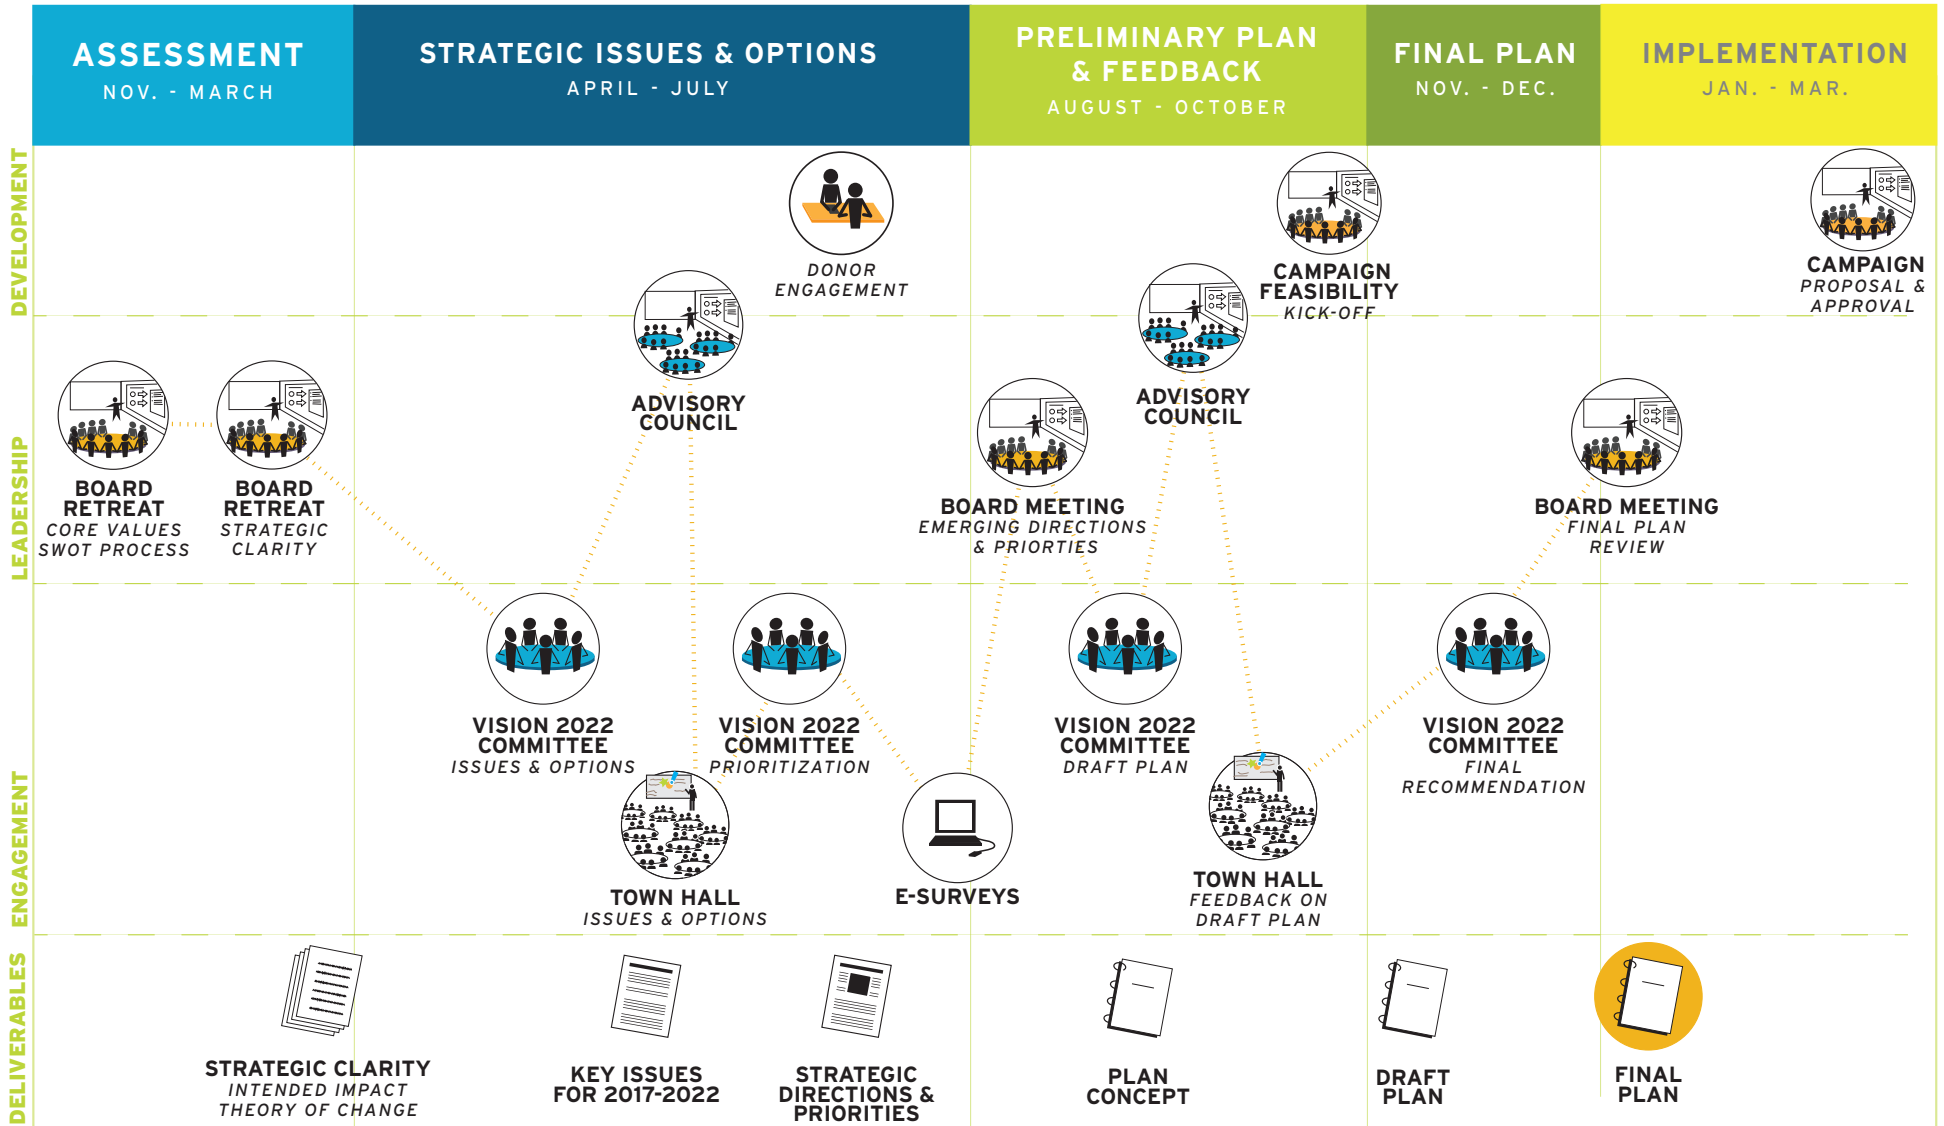 ASSESSMENT
NOV. - MARCH
STRATEGIC ISSUES & OPTIONS
APRIL - JULY
PRELIMINARY PLAN
& FEEDBACK
AUGUST - OCTOBER
FINAL PLAN
NOV. - DEC.
IMPLEMENTATION
JAN. - MAR.
DEVELOPMENT
DONOR
ENGAGEMENT
CAMPAIGN
FEASIBILITY
KICK-OFF
CAMPAIGN
PROPOSAL &
APPROVAL
LEADERSHIP
BOARD
RETREAT
CORE VALUES
SWOT PROCESS
BOARD
RETREAT
STRATEGIC
CLARITY
ADVISORY
COUNCIL
BOARD MEETING
EMERGING DIRECTIONS
& PRIORTIES
ADVISORY
COUNCIL
BOARD MEETING
FINAL PLAN
REVIEW
ENGAGEMENT
VISION 2022
COMMITTEE
ISSUES & OPTIONS
TOWN HALL
ISSUES & OPTIONS
VISION 2022
COMMITTEE
PRIORITIZATION
E-SURVEYS
VISION 2022
COMMITTEE
DRAFT PLAN
TOWN HALL
FEEDBACK ON
DRAFT PLAN
VISION 2022
COMMITTEE
FINAL
RECOMMENDATION
DELIVERABLES
STRATEGIC CLARITY
INTENDED IMPACT
THEORY OF CHANGE
KEY ISSUES
FOR 2017-2022
STRATEGIC
DIRECTIONS &
PRIORITIES
PLAN
CONCEPT
DRAFT
PLAN
FINAL
PLAN